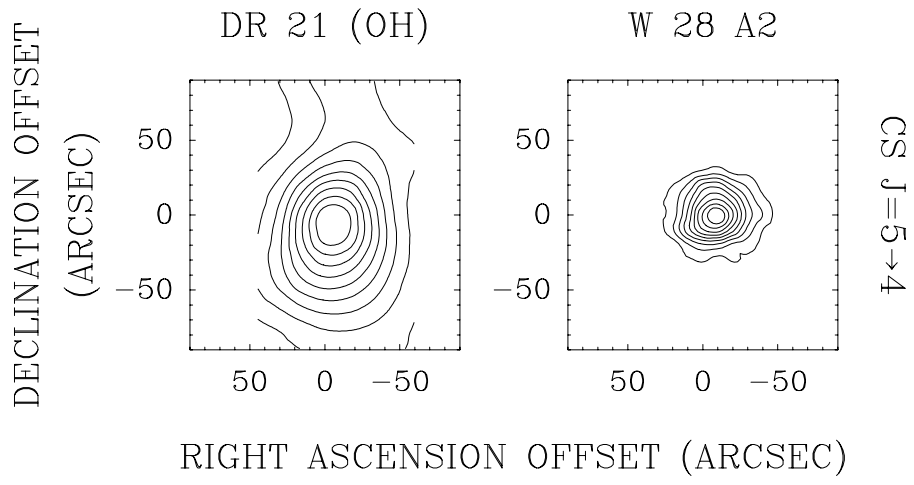 DR 21 (OH)
W 28 A2
DECLINATION OFFSET
(ARCSEC)
50
0
−50
50
0
−50
CS J=5→4
50 0 −50
50 0 −50
RIGHT ASCENSION OFFSET (ARCSEC)